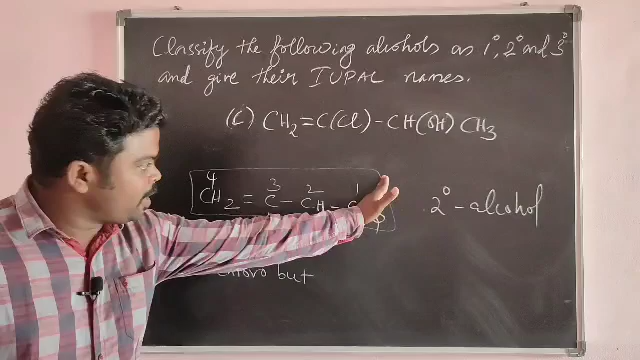 Classify the following alcohols as 1°, 2° and 3°
and give their IUPAC names.
(C) CH₂=C(Cl)-CH(OH)CH₃
4 3 2 1
CH₂ = C - CH -
2° - alcohol
but